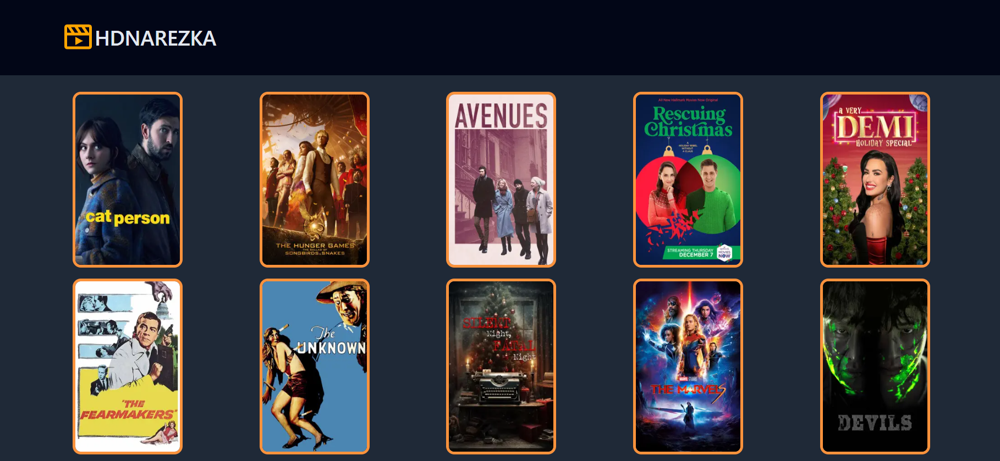 HDNAREZKA
cat person
THE HUNGER GAMES
THE BALLAD OF
SONGBIRDS & SNAKES
AVENUES
All New Hallmark Movies Now Original
Rescuing
Christmas
A
HOLIDAY REBEL
WITHOUT
A CLAUS
STREAMING THURSDAY
DECEMBER 7
MOVIES
NOW
A VERY
DEMI
HOLIDAY SPECIAL
"THE
FEARMAKERS"
The
UNKNOWN
SILENT
Night,
FATAL
Night
MARVEL STUDIOS
THE MARVELS
DEVILS